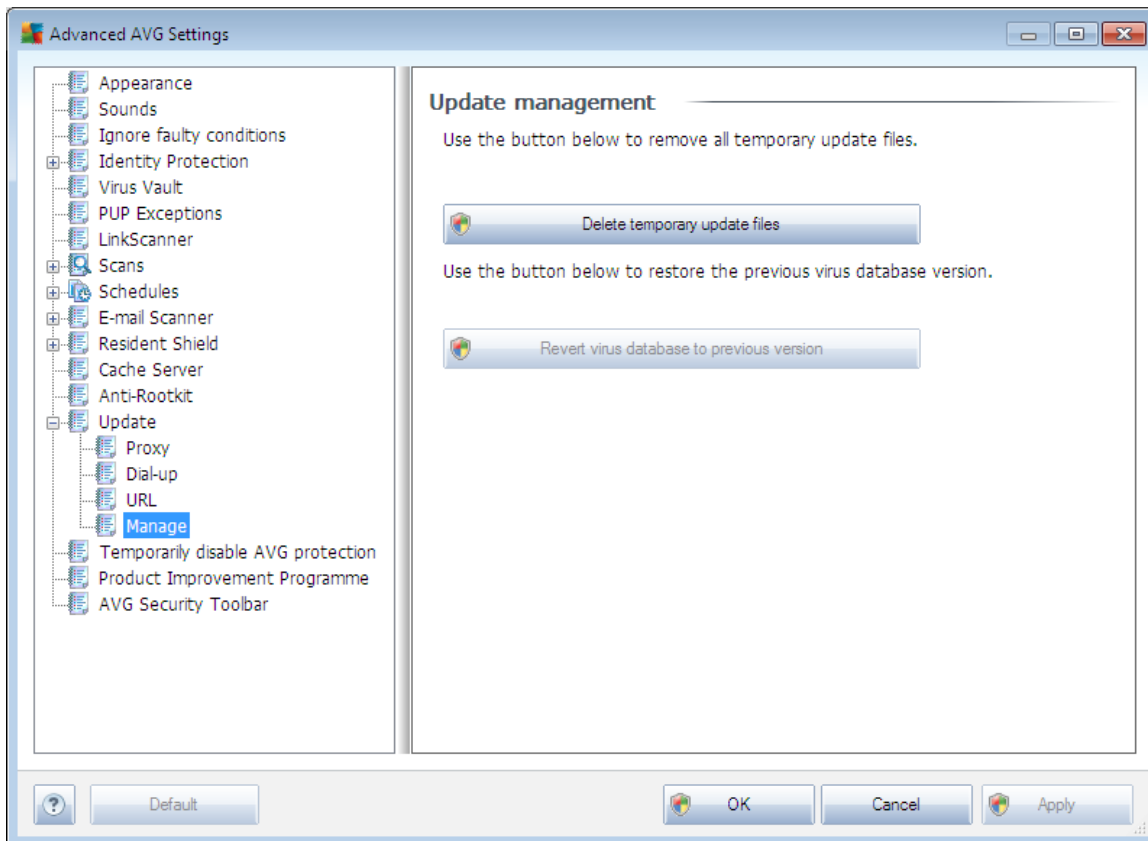 Advanced AVG Settings
Appearance
Sounds
Ignore faulty conditions
Identity Protection
Virus Vault
PUP Exceptions
LinkScanner
Scans
Schedules
E-mail Scanner
Resident Shield
Cache Server
Anti-Rootkit
Update
Proxy
Dial-up
URL
Manage
Temporarily disable AVG protection
Product Improvement Programme
AVG Security Toolbar
Update management
Use the button below to remove all temporary update files.
Delete temporary update files
Use the button below to restore the previous virus database version.
Revert virus database to previous version
?
Default
OK
Cancel
Apply